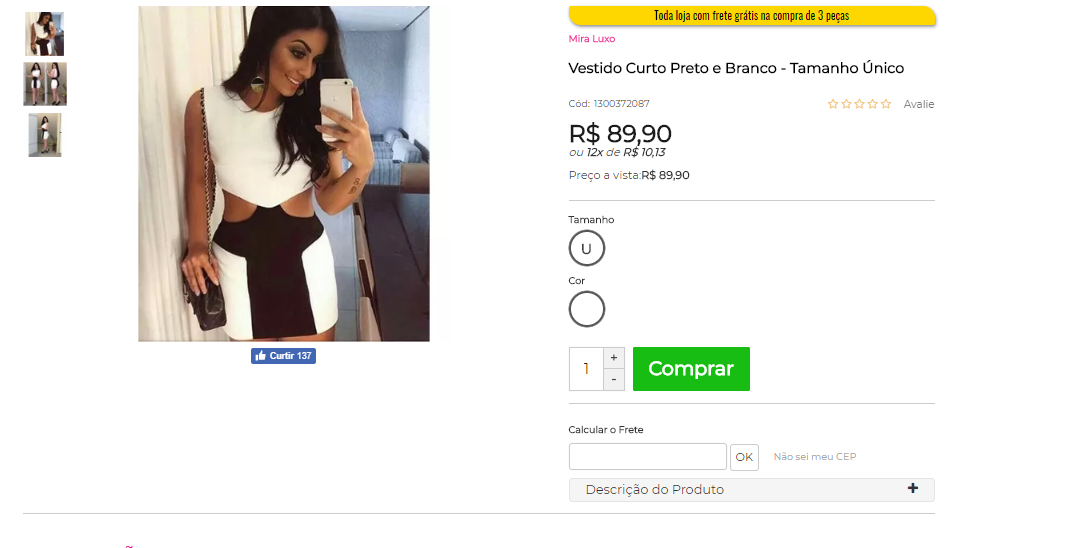 Toda loja com frete grátis na compra de 3 peças
Mira Luxo
Vestido Curto Preto e Branco - Tamanho Único
Cód: 1300372087 Avalie
R$ 89,90
ou 12x de R$ 10,13
Preço a vista:R$ 89,90
Tamanho
U
Cor
1 + -
Comprar
Curtir 137
Calcular o Frete
OK Não sei meu CEP
Descrição do Produto +